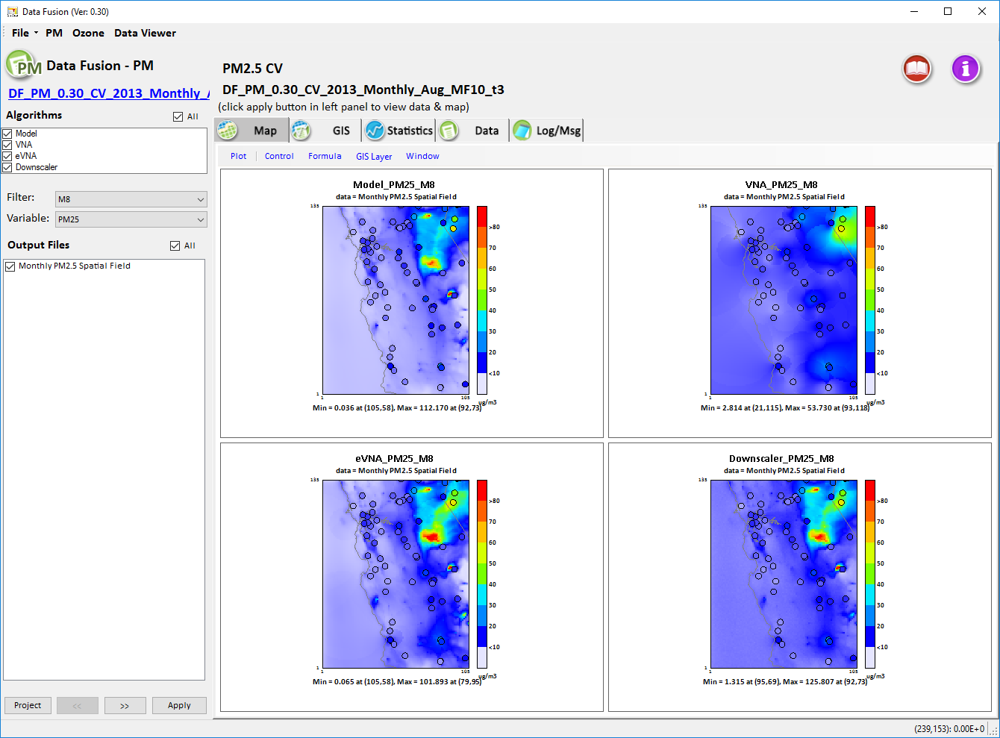 Data Fusion (Ver: 0.30)
File PM Ozone Data Viewer
PM Data Fusion - PM
DF_PM_0.30_CV_2013_Monthly_
Algorithms All
Model
VNA
eVNA
Downscaler
Filter: M8
Variable: PM25
Output Files All
Monthly PM2.5 Spatial Field
Project << >> Apply
PM2.5 CV
DF_PM_0.30_CV_2013_Monthly_Aug_MF10_t3
(click apply button in left panel to view data & map)
Map GIS Statistics Data Log/Msg
Plot Control Formula GIS Layer Window
Model_PM25_M8
data = Monthly PM2.5 Spatial Field
135
>80
70
60
50
40
30
20
<10
1
1 105
ug/m3
Min = 0.036 at (105,58), Max = 112.170 at (92,73)
VNA_PM25_M8
data = Monthly PM2.5 Spatial Field
135
>80
70
60
50
40
30
20
<10
1
1 105
ug/m3
Min = 2.814 at (21,115), Max = 53.730 at (93,118)
eVNA_PM25_M8
data = Monthly PM2.5 Spatial Field
135
>80
70
60
50
40
30
20
<10
1
1 105
ug/m3
Min = 0.065 at (105,58), Max = 101.893 at (79,95)
Downscaler_PM25_M8
data = Monthly PM2.5 Spatial Field
135
>80
70
60
50
40
30
20
<10
1
1 105
ug/m3
Min = 1.315 at (95,69), Max = 125.807 at (92,73)
(239,153): 0.00E+0